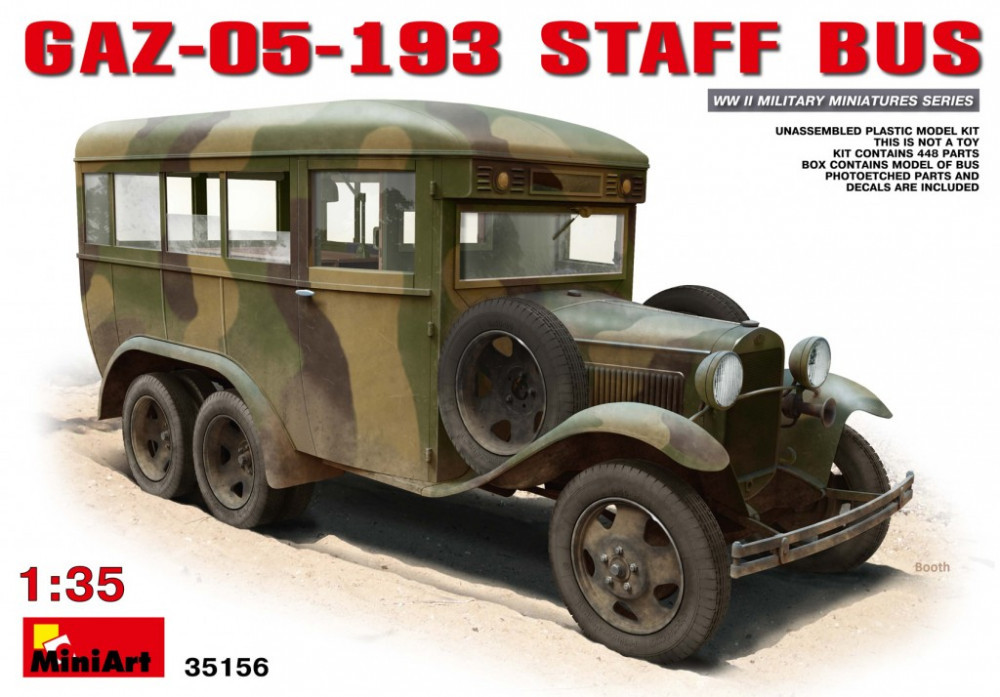 GAZ-05-193 STAFF BUS
WW II MILITARY MINIATURES SERIES
UNASSEMBLED PLASTIC MODEL KIT
THIS IS NOT A TOY
KIT CONTAINS 448 PARTS
BOX CONTAINS MODEL OF BUS
PHOTOETCHED PARTS AND
DECALS ARE INCLUDED
Booth
1:35
MiniArt
35156